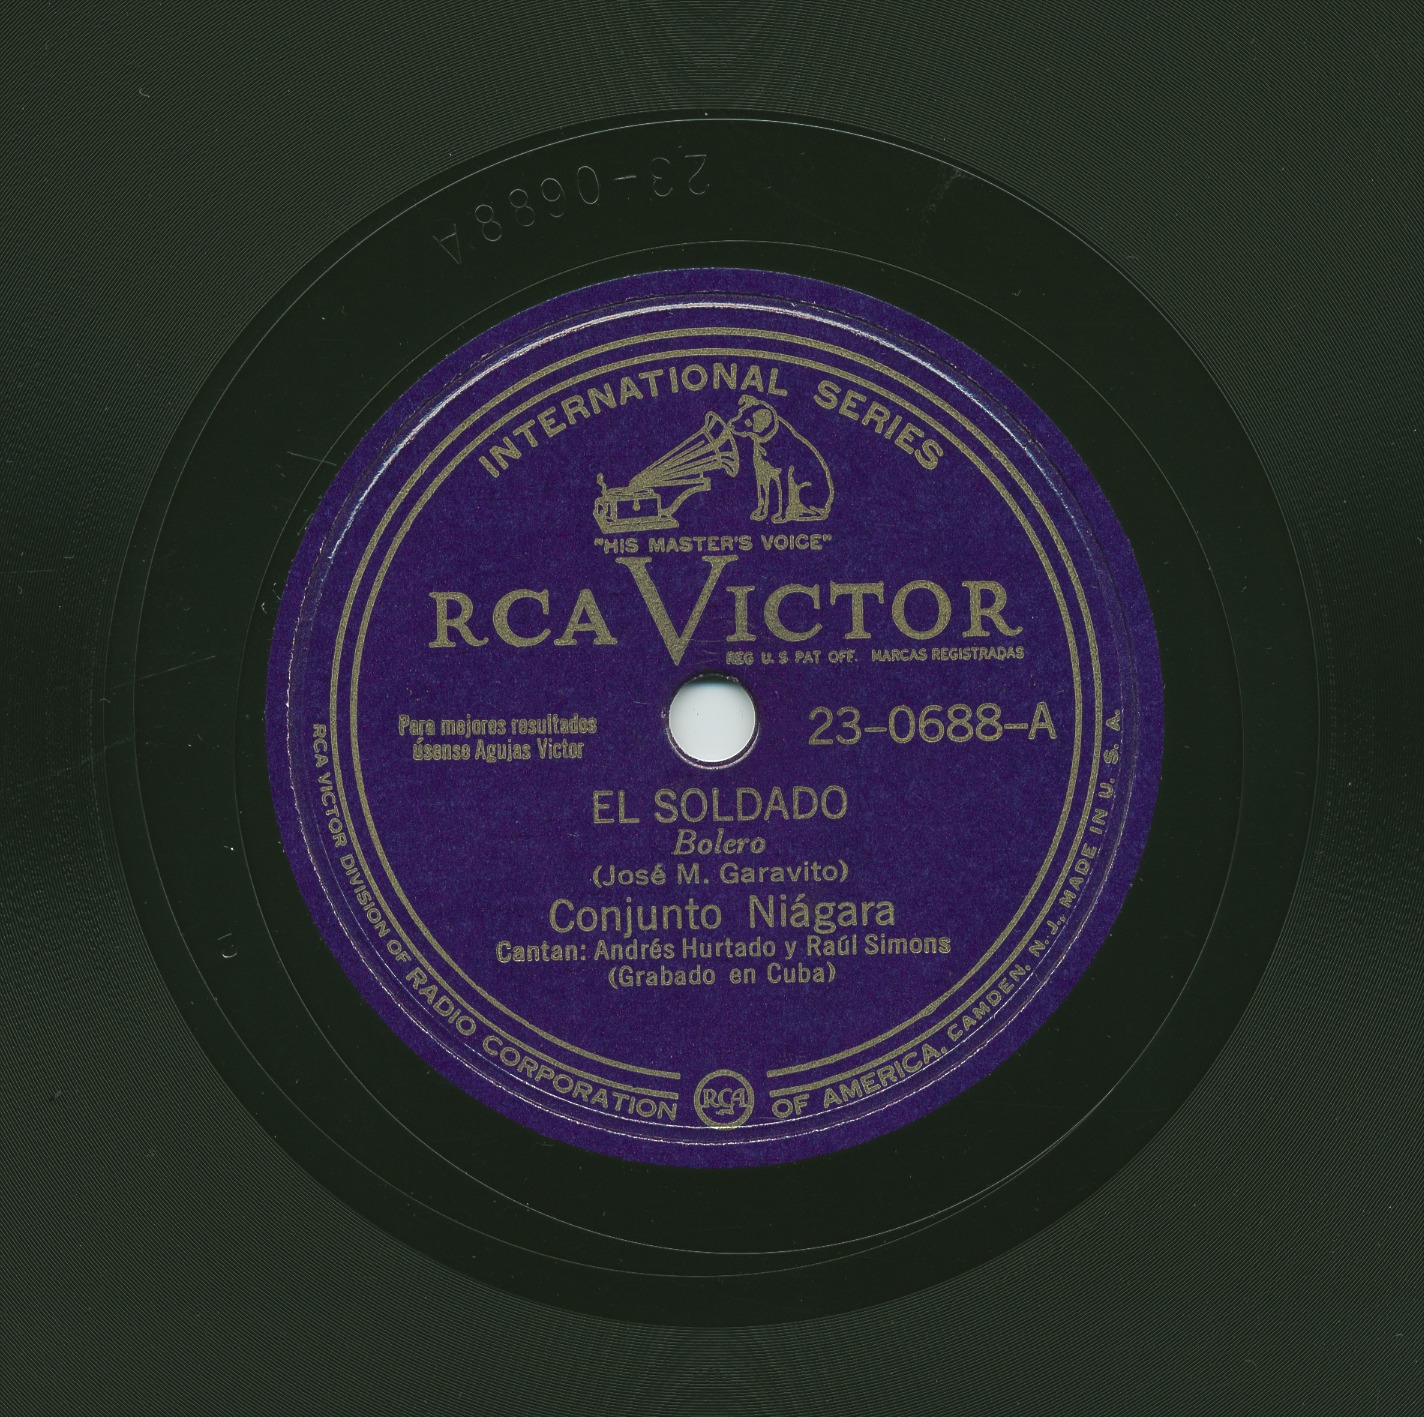 23-0688A
INTERNATIONAL SERIES
"HIS MASTER'S VOICE"
RCA VICTOR
REG U. S PAT OFF. MARCAS REGISTRADAS
Para mejores resultados
úsense Agujas Victor
23-0688-A
EL SOLDADO
Bolero
(José M. Garavito)
Conjunto Niágara
Cantan: Andrés Hurtado y Raúl Simons
(Grabado en Cuba)
RCA VICTOR DIVISION OF RADIO CORPORATION OF AMERICA, CAMDEN, N. J., MADE IN U. S. A.
RCA